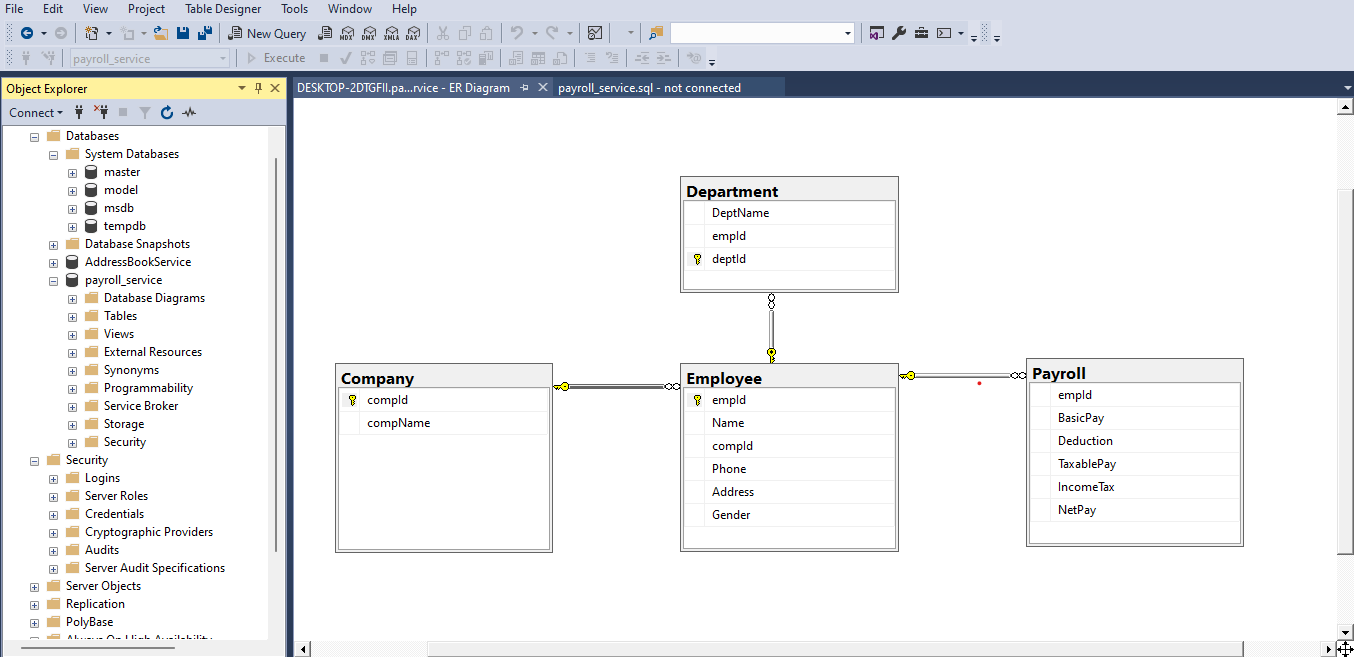 File Edit View Project Table Designer Tools Window Help
New Query MDX DMX XMLA DAX
payroll_service Execute
Object Explorer
Connect
Databases
System Databases
master
model
msdb
tempdb
Database Snapshots
AddressBookService
payroll_service
Database Diagrams
Tables
Views
External Resources
Synonyms
Programmability
Service Broker
Storage
Security
Security
Logins
Server Roles
Credentials
Cryptographic Providers
Audits
Server Audit Specifications
Server Objects
Replication
PolyBase
Always On High Availability
DESKTOP-2DTGFII.pa...rvice - ER Diagram payroll_service.sql - not connected
Department
DeptName
empId
deptId
Company
compId
compName
Employee
empId
Name
compId
Phone
Address
Gender
Payroll
empId
BasicPay
Deduction
TaxablePay
IncomeTax
NetPay